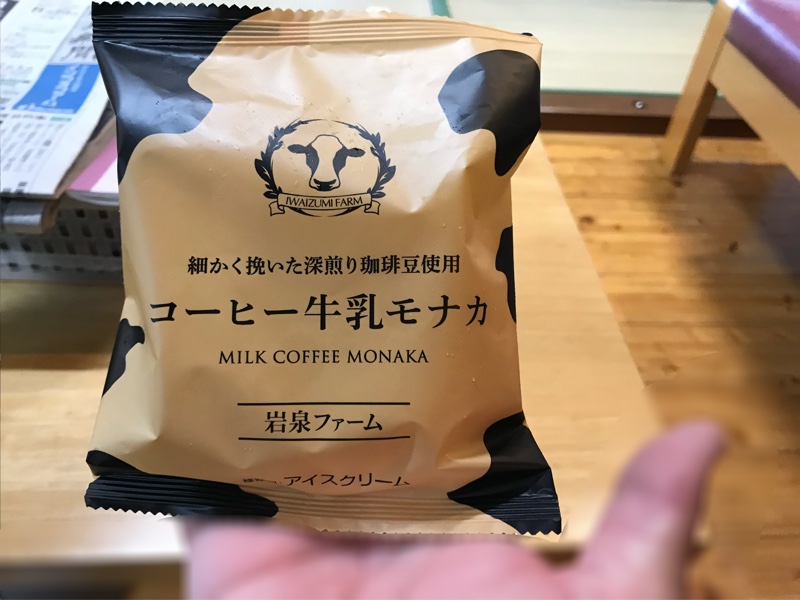 IWAIZUMI FARM
細かく挽いた深煎り珈琲豆使用
コーヒー牛乳モナカ
MILK COFFEE MONAKA
岩泉ファーム
アイスクリーム